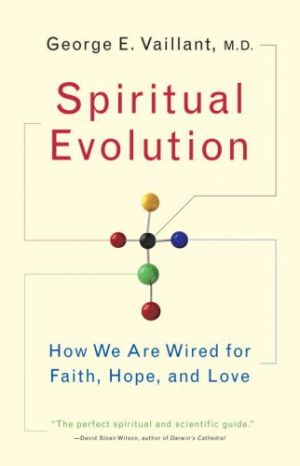 George E. Vaillant, M.D.
Spiritual
Evolution
How We Are Wired for
Faith, Hope, and Love
"The perfect spiritual and scientific guide."
—David Sloan Wilson, author of Darwin's Cathedral